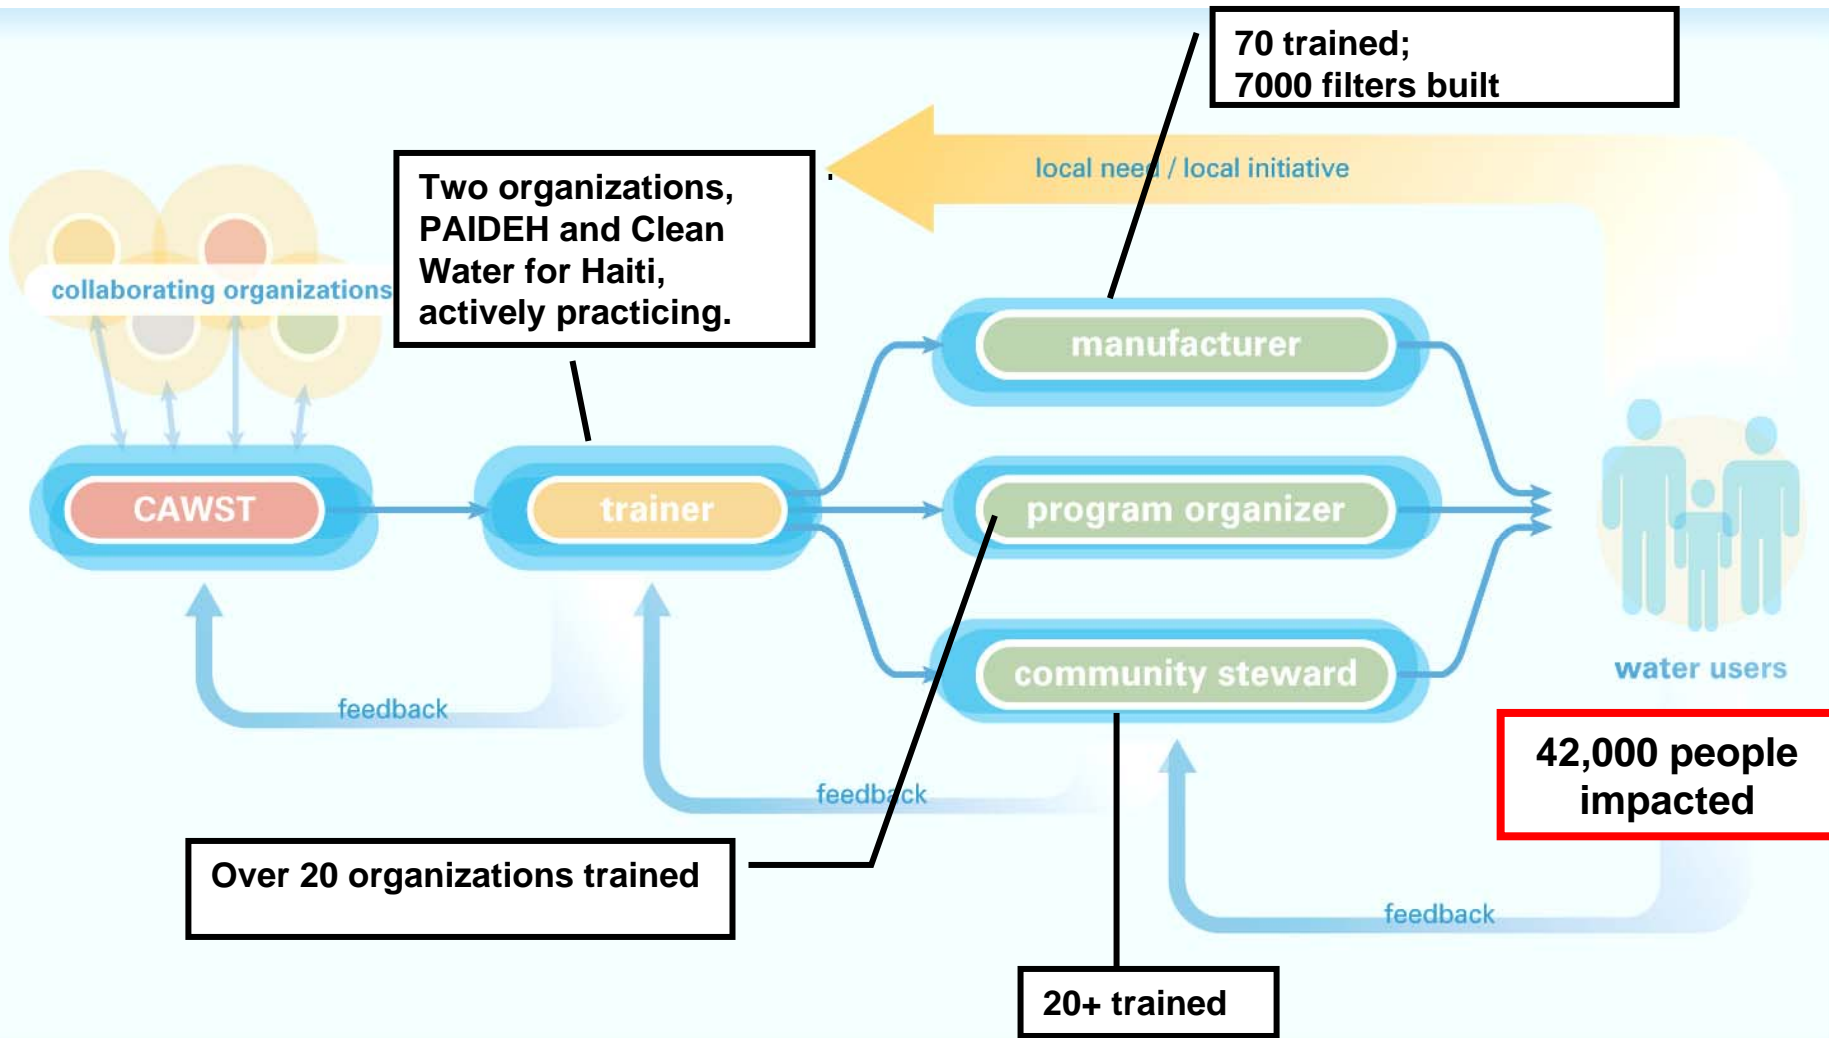 70 trained;
7000 filters built
local need / local initiative
Two organizations,
PAIDEH and Clean
Water for Haiti,
actively practicing.
collaborating organizations
manufacturer
CAWST
trainer
program organizer
community steward
water users
feedback
feedback
42,000 people
impacted
Over 20 organizations trained
feedback
20+ trained